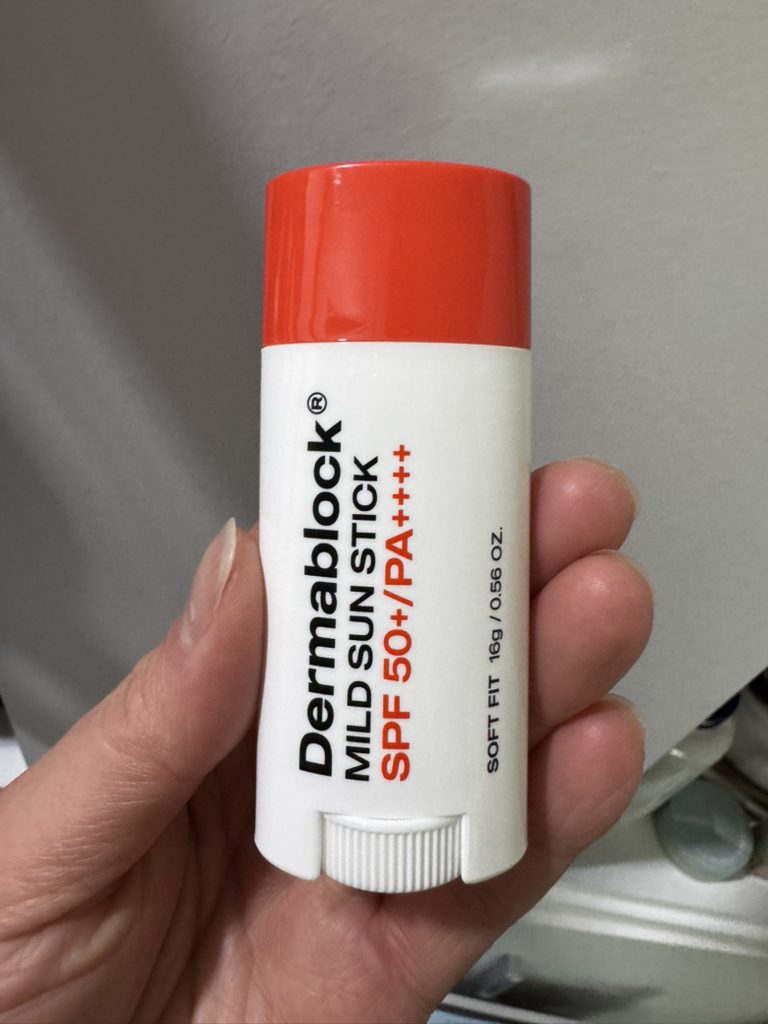 Dermablock®
MILD SUN STICK
SPF 50+/PA++++
SOFT FIT 16g / 0.56 OZ.